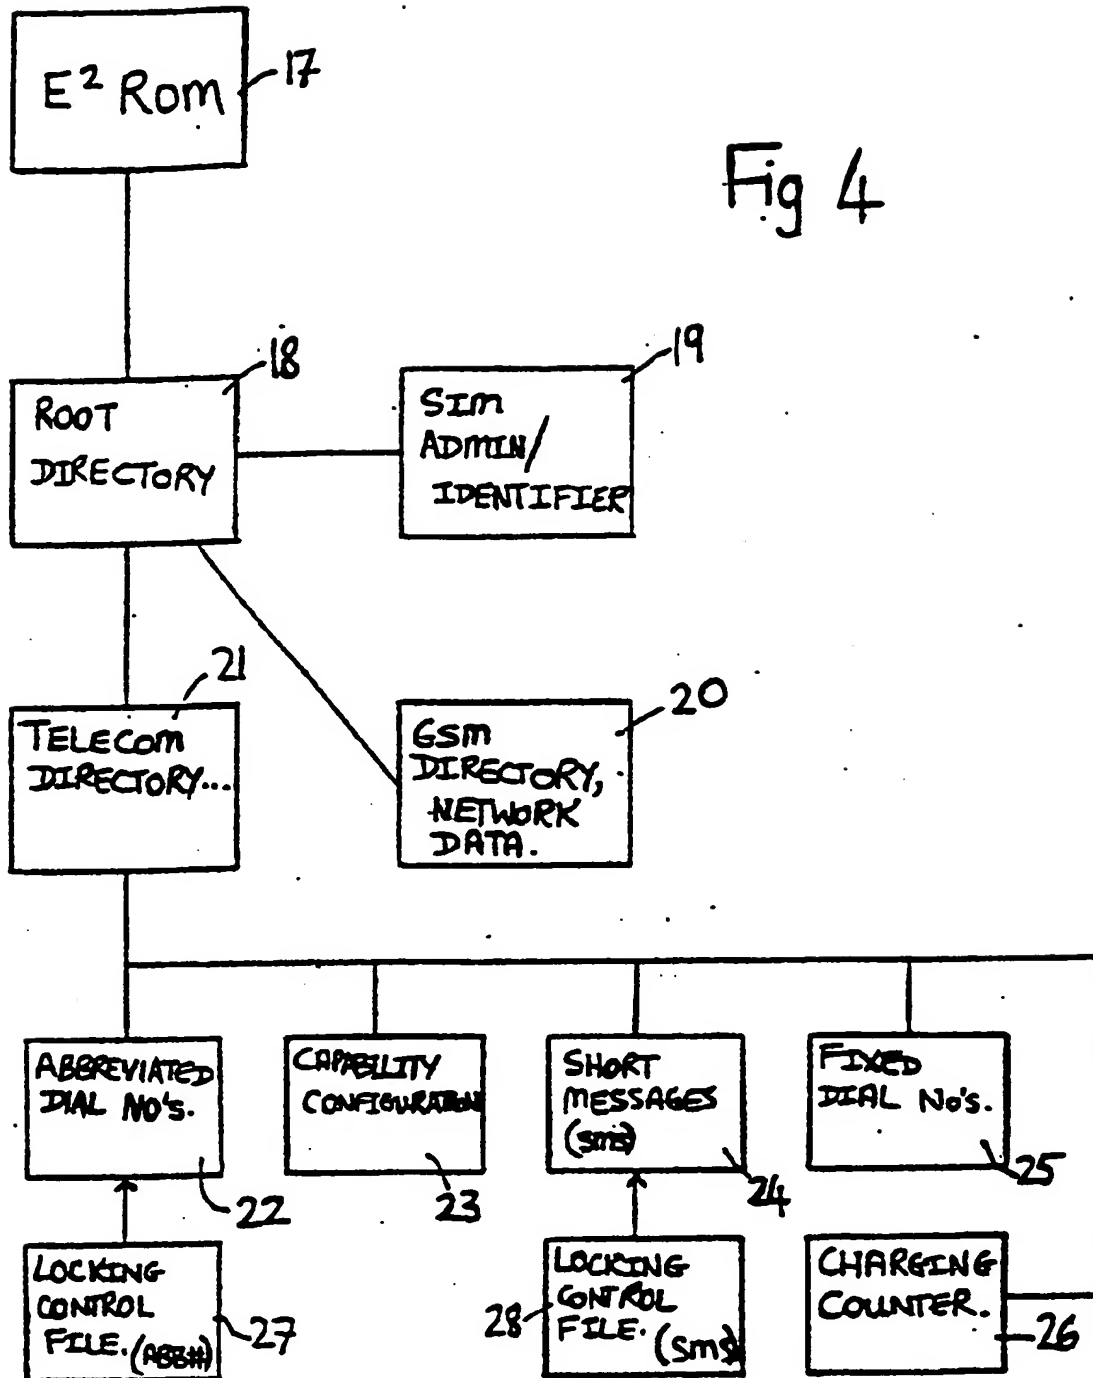 E² Rom
17
Fig 4
18
ROOT
DIRECTORY
19
SIM
ADMIN/
IDENTIFIER
21
TELECOM
DIRECTORY...
20
GSM
DIRECTORY,
NETWORK
DATA.
ABBREVIATED
DIAL NO'S.
22
CAPABILITY
CONFIGURATION
23
SHORT
MESSAGES
(sms)
24
FIXED
DIAL No's.
25
LOCKING
CONTROL
FILE. (ABB#)
27
28
LOCKING
CONTROL
FILE. (sms)
CHARGING
COUNTER.
26